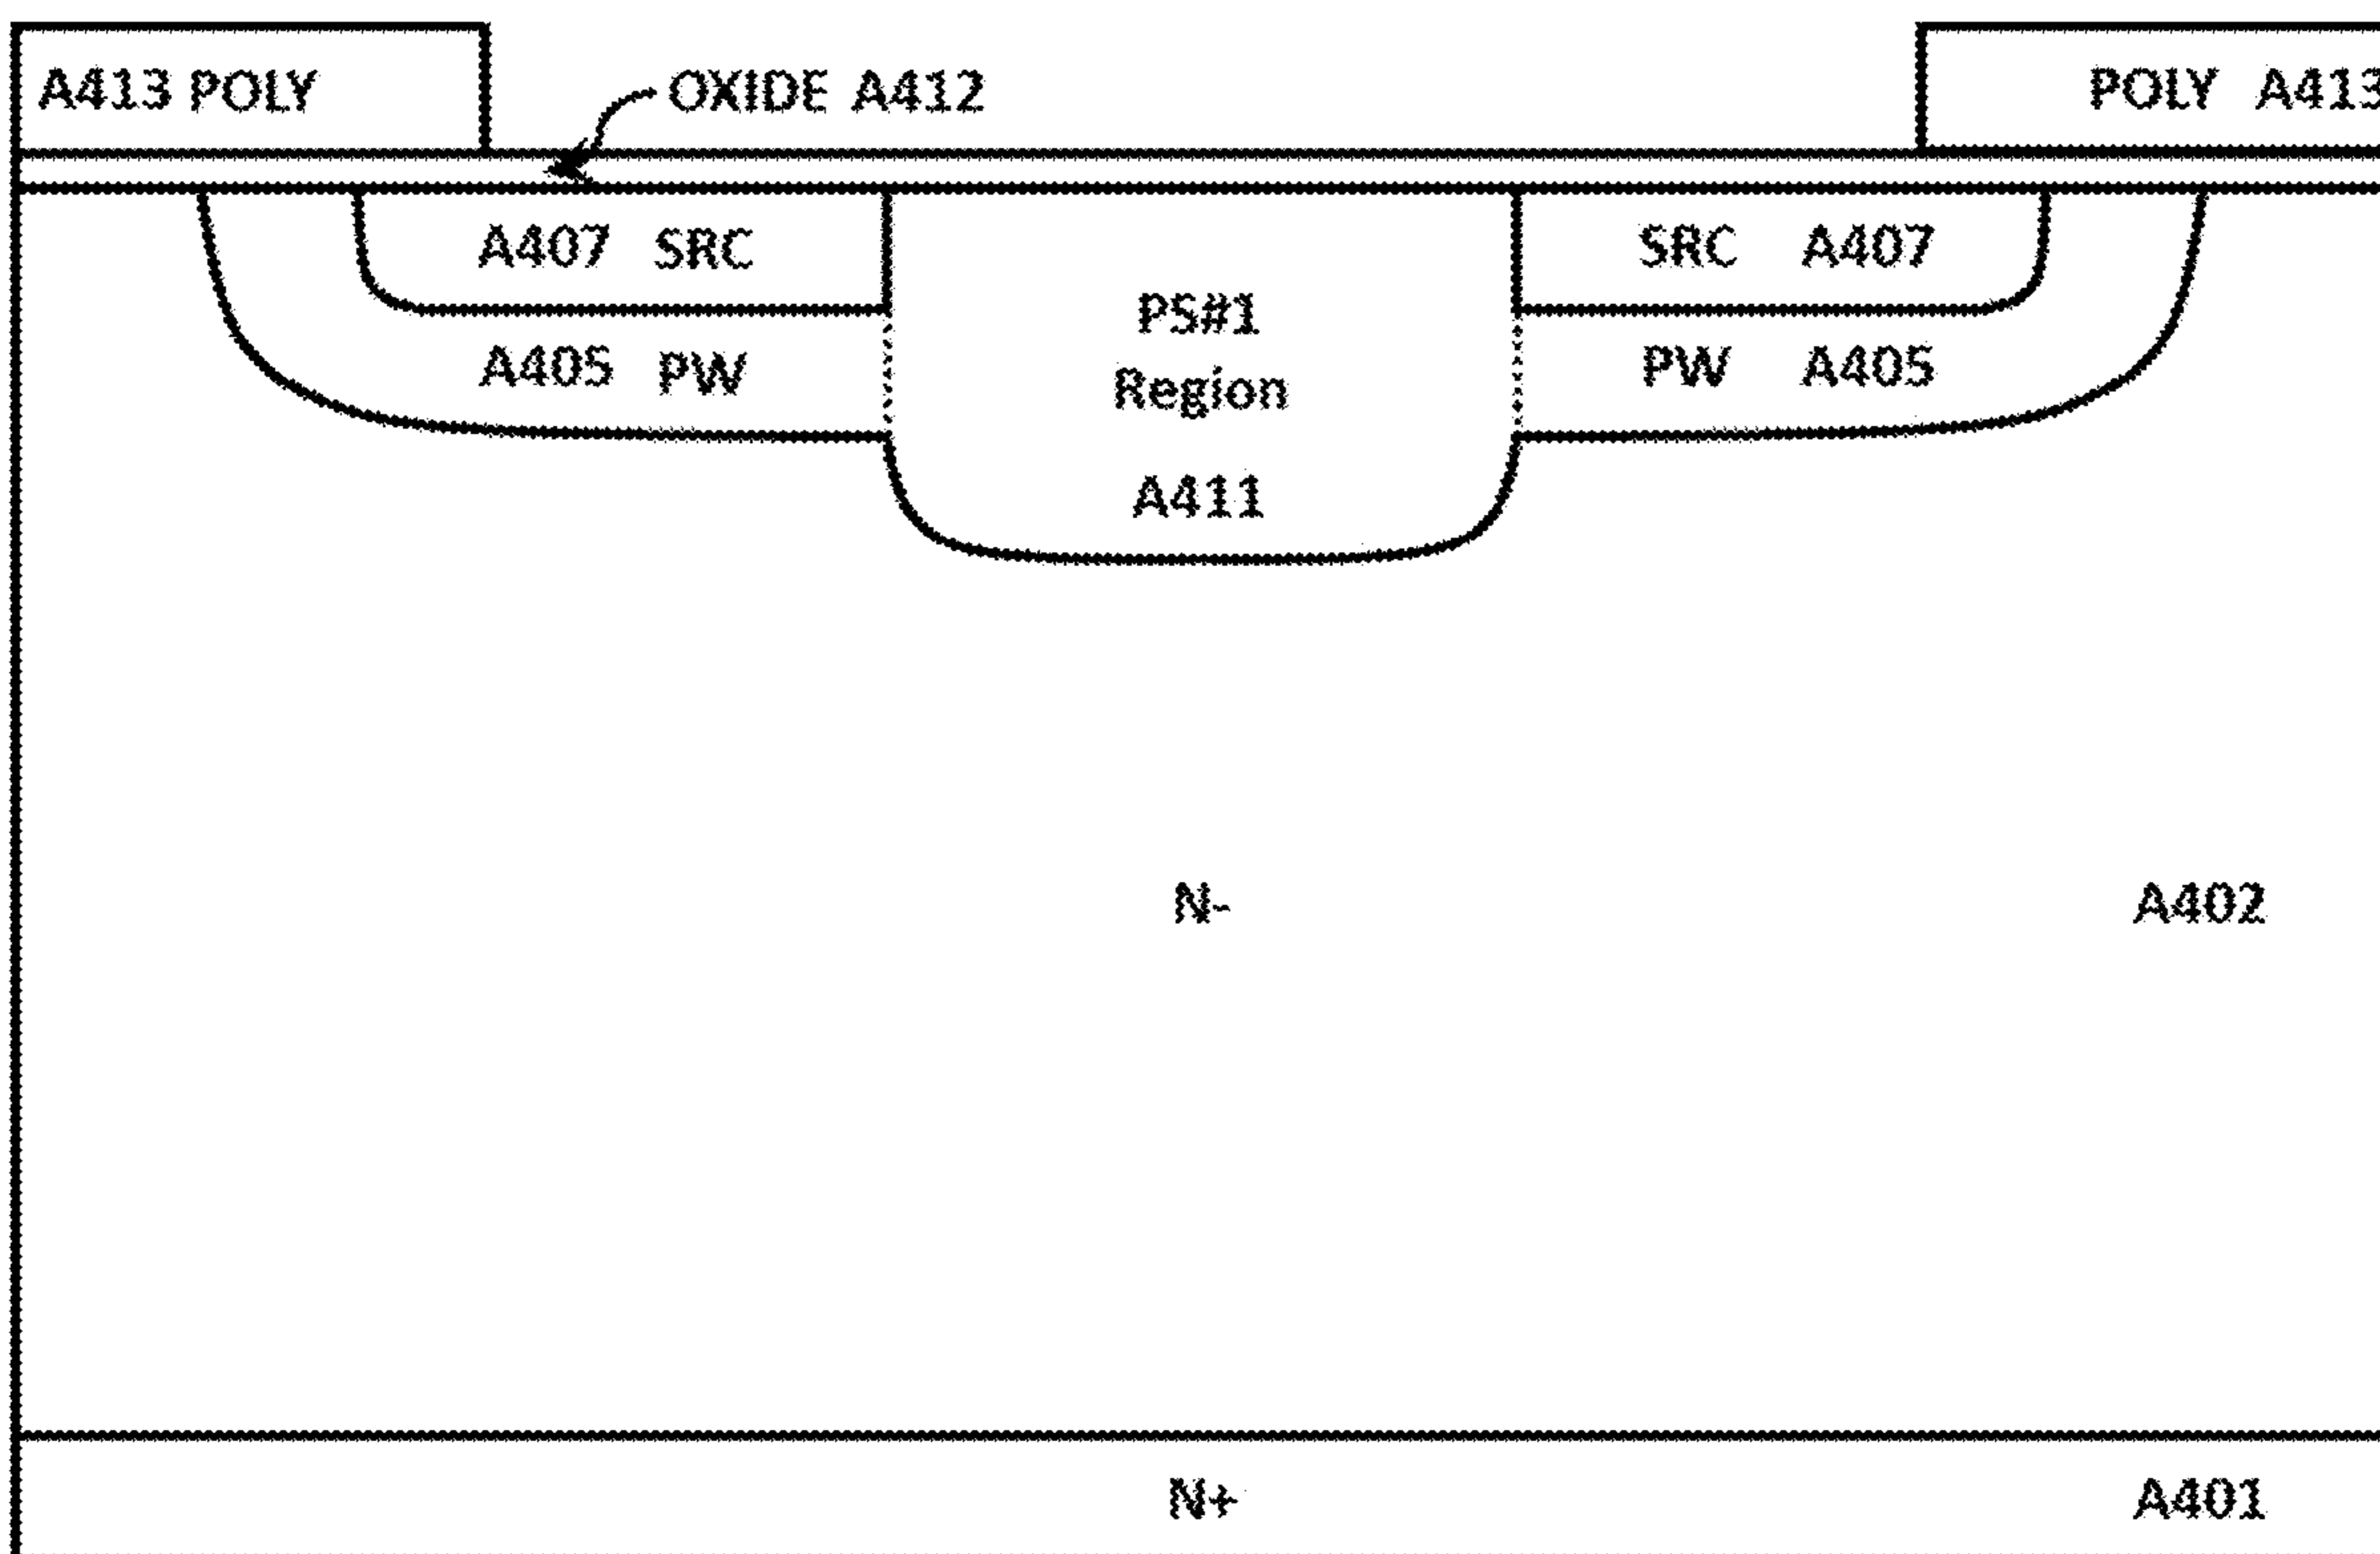 A413 POLY
OXIDE A412
POLY A413
A407 SRC
SRC A407
PS#1
Region
A411
A405 PW
PW A405
N-
A402
N+
A401